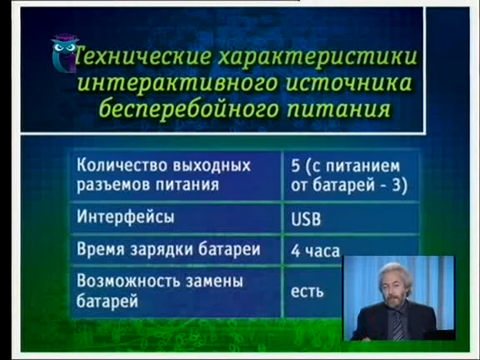 Технические характеристики
интерактивного источника
бесперебойного питания
Количество выходных
разъемов питания
5 (с питанием
от батарей - 3)
Интерфейсы
USB
Время зарядки батареи
4 часа
Возможность замены
батарей
есть